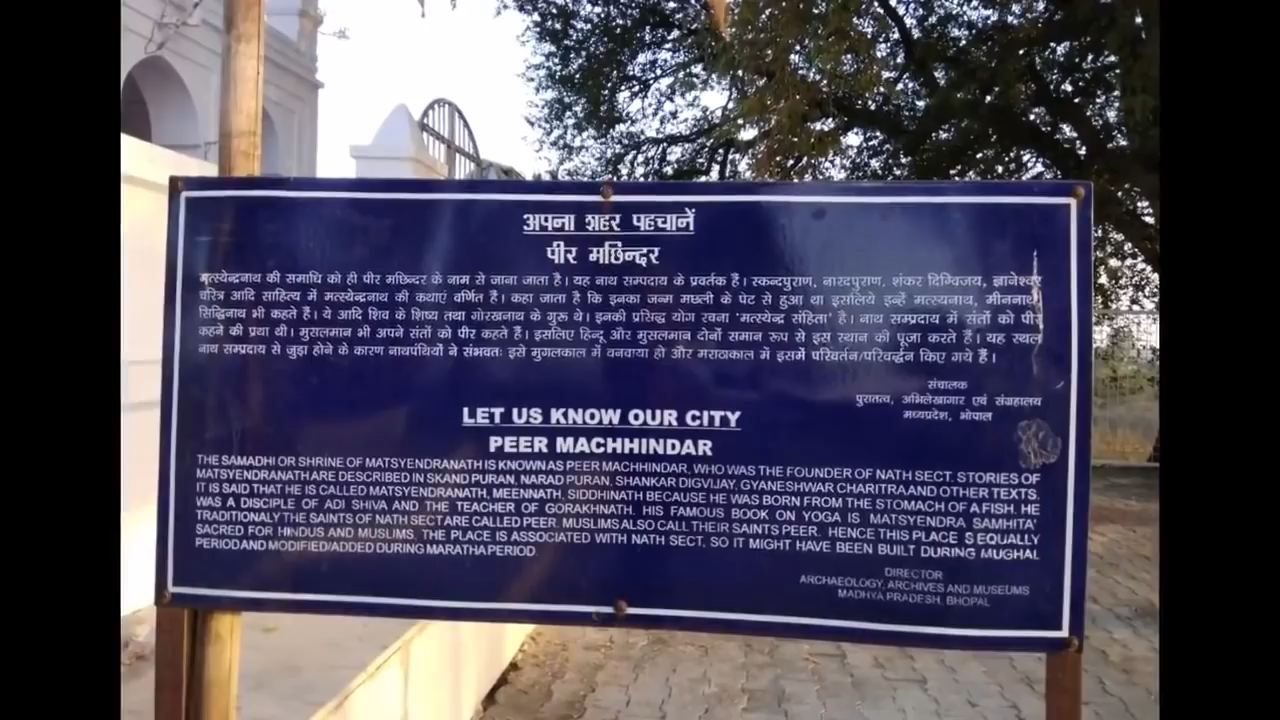 अपना शहर पहचानें
पीर मछिन्दर
मत्स्येन्द्रनाथ की समाधि को ही पीर मछिन्दर के नाम से जाना जाता है। यह नाथ सम्पदाय के प्रवर्तक हैं। स्कन्दपुराण, नारदपुराण, शंकर दिग्विजय, ज्ञानेश्वर
चरित्र आदि साहित्य में मत्स्येन्द्रनाथ की कथाएं वर्णित है। कहा जाता है कि इनका जन्म मछली के पेट से हुआ था इसलिये इन्हें मत्स्यनाथ, मीननाथ,
सिद्धिनाथ भी कहते हैं। ये आदि शिव के शिष्य तथा गोरखनाथ के गुरू थे। इनकी प्रसिद्ध योग रचना 'मत्स्येन्द्र संहिता' है। नाथ सम्प्रदाय में संतों को पीर
कहने की प्रथा थी। मुसलमान भी अपने संतों को पीर कहते हैं। इसलिए हिन्दू और मुसलमान दोनों समान रूप से इस स्थान की पूजा करते हैं। यह स्थल
नाथ सम्प्रदाय से जुड़ा होने के कारण नाथपंथियों ने संभवतः इसे मुगलकाल में बनवाया हो और मराठाकाल में इसमें परिवर्तन/परिवर्द्धन किए गये हैं।
संचालक
पुरातत्व, अभिलेखागार एवं संग्रहालय
मध्यप्रदेश, भोपाल
LET US KNOW OUR CITY
PEER MACHHINDAR
THE SAMADHI OR SHRINE OF MATSYENDRANATH IS KNOWN AS PEER MACHHINDAR, WHO WAS THE FOUNDER OF NATH SECT. STORIES OF
MATSYENDRANATH ARE DESCRIBED IN SKAND PURAN, NARAD PURAN, SHANKAR DIGVIJAY, GYANESHWAR CHARITRA AND OTHER TEXTS.
IT IS SAID THAT HE IS CALLED MATSYENDRANATH, MEENNATH, SIDDHINATH BECAUSE HE WAS BORN FROM THE STOMACH OF A FISH. HE
WAS A DISCIPLE OF ADI SHIVA AND THE TEACHER OF GORAKHNATH. HIS FAMOUS BOOK ON YOGA IS MATSYENDRA SAMHITA'
TRADITIONALY THE SAINTS OF NATH SECT ARE CALLED PEER. MUSLIMS ALSO CALL THEIR SAINTS PEER. HENCE THIS PLACE S EQUALLY
SACRED FOR HINDUS AND MUSLIMS. THE PLACE IS ASSOCIATED WITH NATH SECT, SO IT MIGHT HAVE BEEN BUILT DURING MUGHAL
PERIOD AND MODIFIED/ADDED DURING MARATHA PERIOD.
DIRECTOR
ARCHAEOLOGY, ARCHIVES AND MUSEUMS
MADHYA PRADESH, BHOPAL